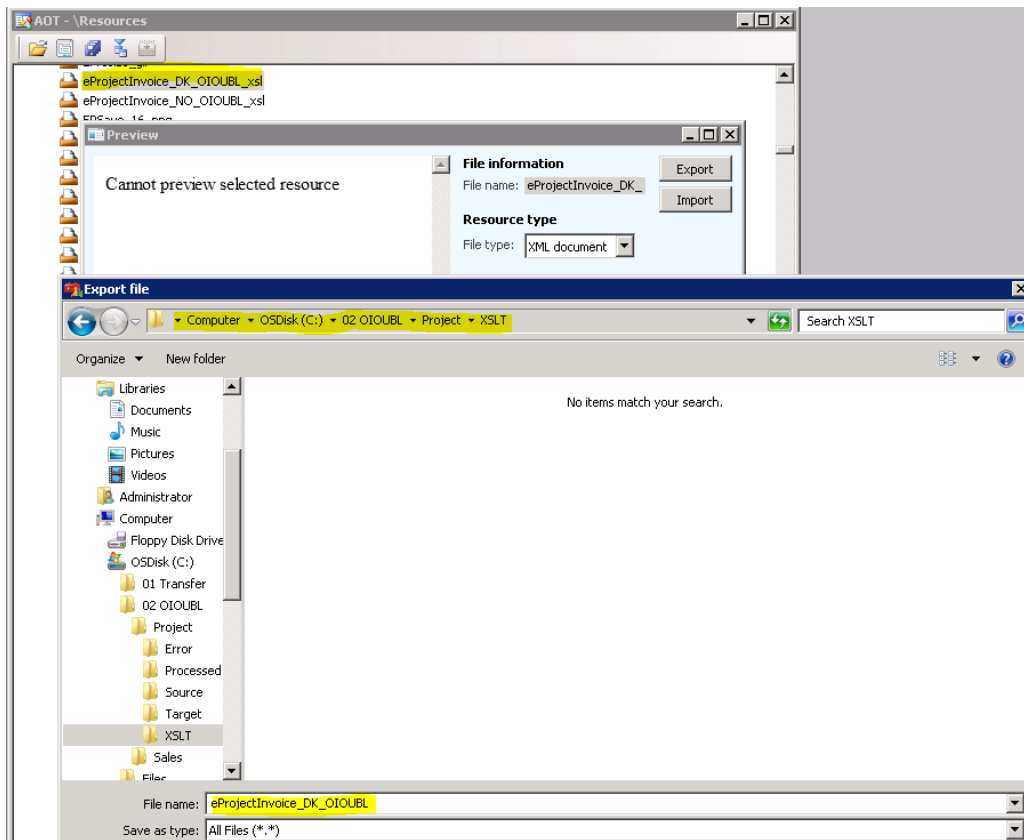 AOT - \Resources
eProjectInvoice_DK_OIOUBL_xsl
eProjectInvoice_NO_OIOUBL_xsl
Preview
Cannot preview selected resource
File information
File name: eProjectInvoice_DK_
Export
Import
Resource type
File type: XML document
Export file
Computer OSDisk (C:) 02 OIOUBL Project XSLT
Search XSLT
Organize New folder
Libraries
Documents
Music
Pictures
Videos
Administrator
Computer
Floppy Disk Drive
OSDisk (C:)
01 Transfer
02 OIOUBL
Project
Error
Processed
Source
Target
XSLT
Sales
Files
No items match your search.
File name: eProjectInvoice_DK_OIOUBL
Save as type: All Files (*.*)